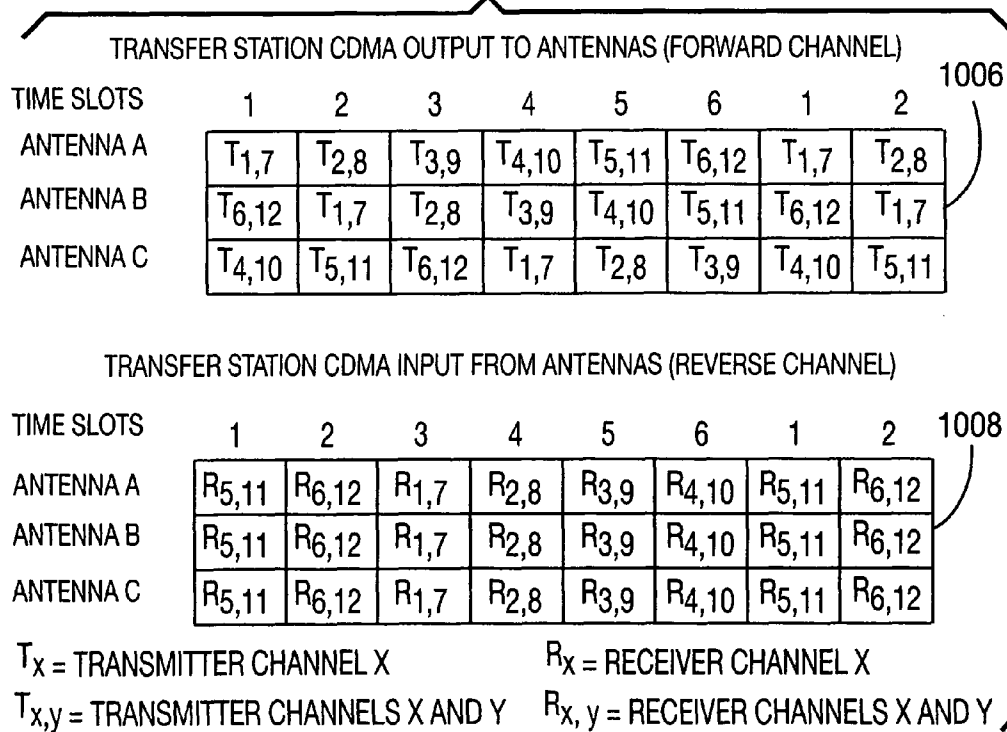 TRANSFER STATION CDMA OUTPUT TO ANTENNAS (FORWARD CHANNEL)
1006
TIME SLOTS 1 2 3 4 5 6 1 2
ANTENNA A T1,7 T2,8 T3,9 T4,10 T5,11 T6,12 T1,7 T2,8
ANTENNA B T6,12 T1,7 T2,8 T3,9 T4,10 T5,11 T6,12 T1,7
ANTENNA C T4,10 T5,11 T6,12 T1,7 T2,8 T3,9 T4,10 T5,11
TRANSFER STATION CDMA INPUT FROM ANTENNAS (REVERSE CHANNEL)
TIME SLOTS 1 2 3 4 5 6 1 2 1008
ANTENNA A R5,11 R6,12 R1,7 R2,8 R3,9 R4,10 R5,11 R6,12
ANTENNA B R5,11 R6,12 R1,7 R2,8 R3,9 R4,10 R5,11 R6,12
ANTENNA C R5,11 R6,12 R1,7 R2,8 R3,9 R4,10 R5,11 R6,12
Tx = TRANSMITTER CHANNEL X Rx = RECEIVER CHANNEL X
Tx,y = TRANSMITTER CHANNELS X AND Y Rx, y = RECEIVER CHANNELS X AND Y